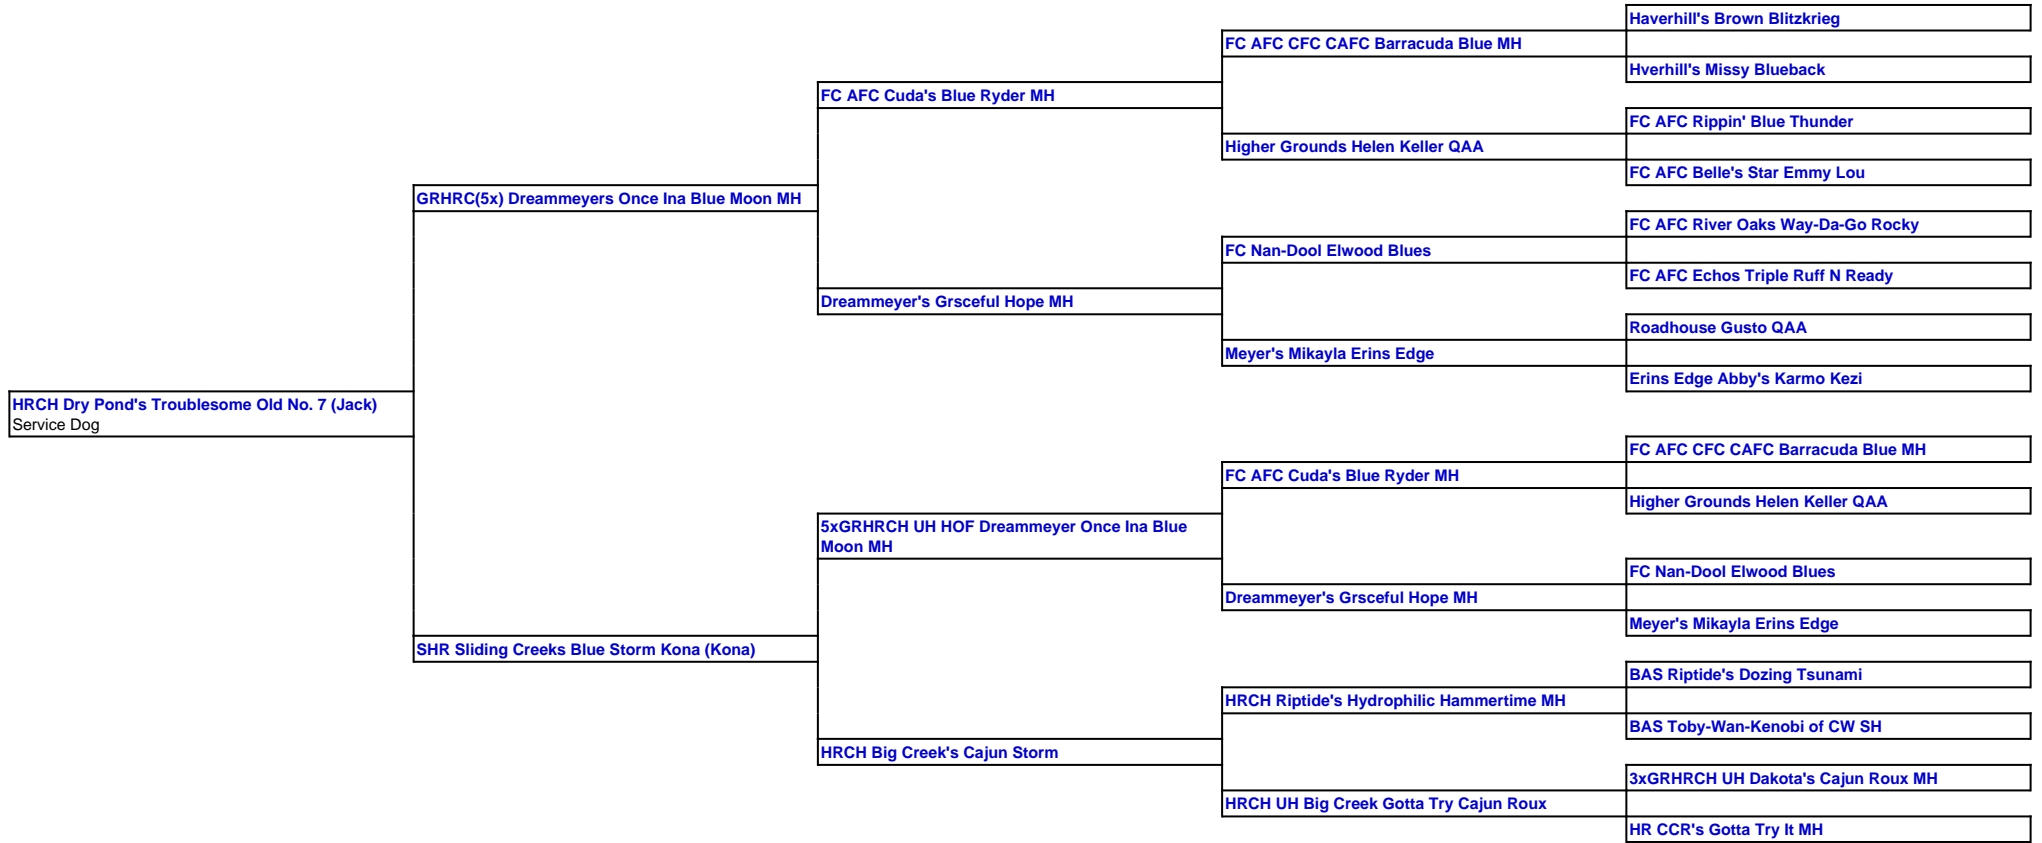 Haverhill's Brown Blitzkrieg
FC AFC CFC CAFC Barracuda Blue MH
Hverhill's Missy Blueback
FC AFC Cuda's Blue Ryder MH
FC AFC Rippin' Blue Thunder
Higher Grounds Helen Keller QAA
FC AFC Belle's Star Emmy Lou
GRHRC(5x) Dreammeyers Once Ina Blue Moon MH
FC AFC River Oaks Way-Da-Go Rocky
FC Nan-Dool Elwood Blues
FC AFC Echos Triple Ruff N Ready
Dreammeyer's Grsceful Hope MH
Roadhouse Gusto QAA
Meyer's Mikayla Erins Edge
Erins Edge Abby's Karmo Kezi
HRCH Dry Pond's Troublesome Old No. 7 (Jack)
Service Dog
FC AFC CFC CAFC Barracuda Blue MH
FC AFC Cuda's Blue Ryder MH
Higher Grounds Helen Keller QAA
5xGRHRCH UH HOF Dreammeyer Once Ina Blue
Moon MH
FC Nan-Dool Elwood Blues
Dreammeyer's Grsceful Hope MH
Meyer's Mikayla Erins Edge
SHR Sliding Creeks Blue Storm Kona (Kona)
BAS Riptide's Dozing Tsunami
HRCH Riptide's Hydrophilic Hammertime MH
BAS Toby-Wan-Kenobi of CW SH
HRCH Big Creek's Cajun Storm
3xGRHRCH UH Dakota's Cajun Roux MH
HRCH UH Big Creek Gotta Try Cajun Roux
HR CCR's Gotta Try It MH